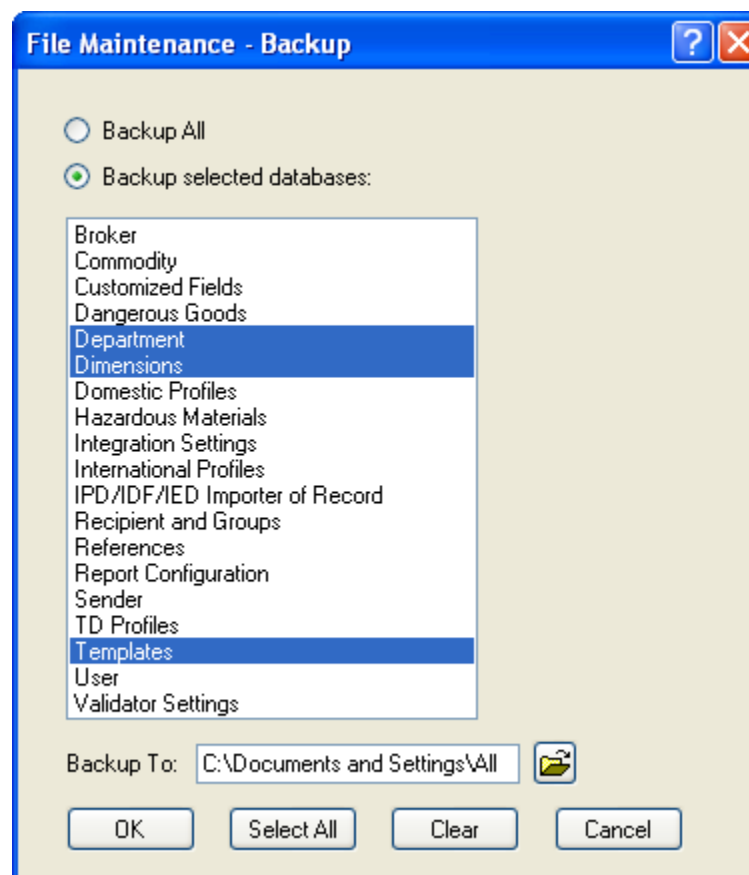 File Maintenance - Backup
Backup All
Backup selected databases:
Broker
Commodity
Customized Fields
Dangerous Goods
Department
Dimensions
Domestic Profiles
Hazardous Materials
Integration Settings
International Profiles
IPD/IDF/IED Importer of Record
Recipient and Groups
References
Report Configuration
Sender
TD Profiles
Templates
User
Validator Settings
Backup To: C:\Documents and Settings\All
OK Select All Clear Cancel